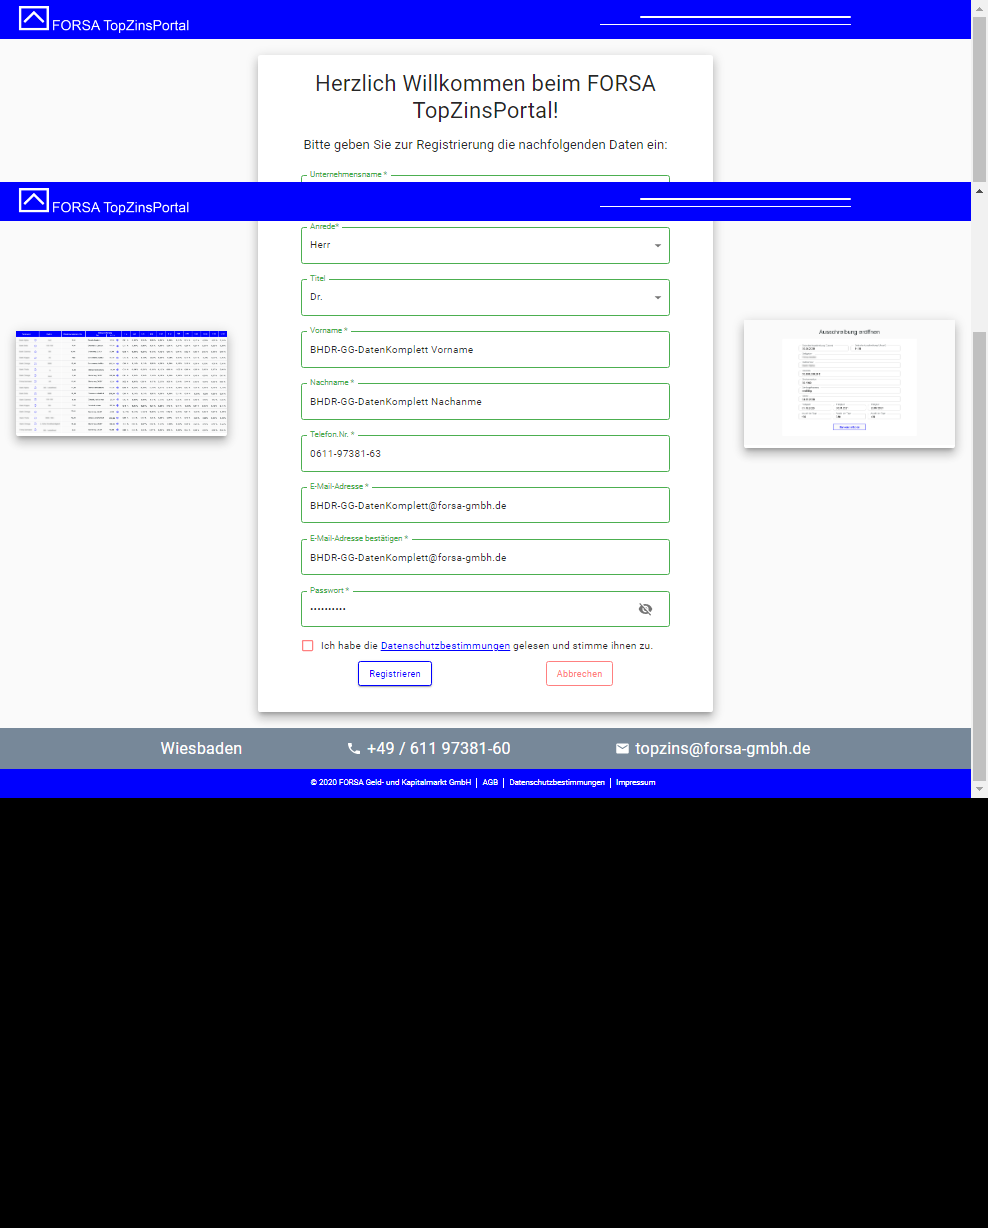 FORSA TopZinsPortal
Herzlich Willkommen beim FORSA
TopZinsPortal!
Bitte geben Sie zur Registrierung die nachfolgenden Daten ein:
Unternehmensname *
FORSA TopZinsPortal
Anrede*
Herr
Titel
Dr.
Vorname *
BHDR-GG-DatenKomplett Vorname
Nachname *
BHDR-GG-DatenKomplett Nachanme
Telefon.Nr. *
0611-97381-63
E-Mail-Adresse *
BHDR-GG-DatenKomplett@forsa-gmbh.de
E-Mail-Adresse bestätigen *
BHDR-GG-DatenKomplett@forsa-gmbh.de
Passwort *
••••••••••
Ich habe die Datenschutzbestimmungen gelesen und stimme ihnen zu.
Registrieren Abbrechen
Ausschreibung eröffnen
Wiesbaden +49 / 611 97381-60 topzins@forsa-gmbh.de
© 2020 FORSA Geld- und Kapitalmarkt GmbH | AGB | Datenschutzbestimmungen | Impressum